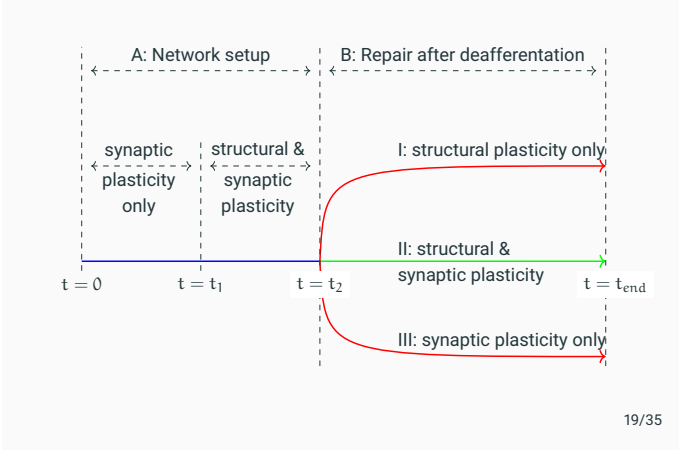 A: Network setup
B: Repair after deafferentation
synaptic
plasticity
only
structural &
synaptic
plasticity
I: structural plasticity only
II: structural &
synaptic plasticity
t = 0
t = t₁
t = t₂
t = tₑₙd
III: synaptic plasticity only
19/35